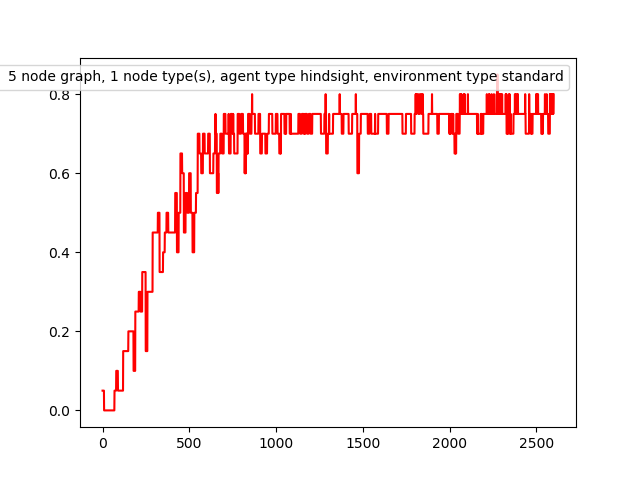 5 node graph, 1 node type(s), agent type hindsight, environment type standard
0.8
0.6
0.4
0.2
0.0
0 500 1000 1500 2000 2500